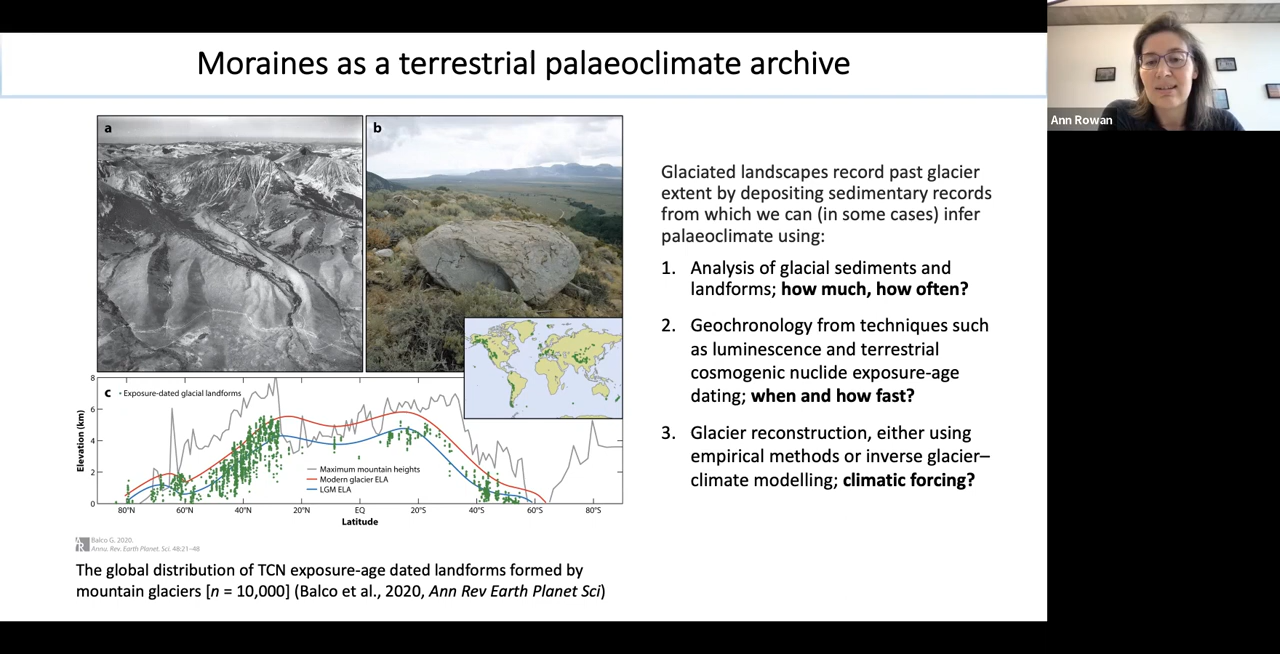 Moraines as a terrestrial palaeoclimate archive
Ann Rowan
a
b
Glaciated landscapes record past glacier
extent by depositing sedimentary records
from which we can (in some cases) infer
palaeoclimate using:
1. Analysis of glacial sediments and
landforms; how much, how often?
2. Geochronology from techniques such
as luminescence and terrestrial
cosmogenic nuclide exposure-age
dating; when and how fast?
3. Glacier reconstruction, either using
empirical methods or inverse glacier–
climate modelling; climatic forcing?
c
• Exposure-dated glacial landforms
Elevation (km)
8
6
4
2
0
Maximum mountain heights
Modern glacier ELA
LGM ELA
80°N 60°N 40°N 20°N EQ 20°S 40°S 60°S 80°S
Latitude
AR
Balco G. 2020.
Annu. Rev. Earth Planet. Sci. 48:21–48
The global distribution of TCN exposure-age dated landforms formed by
mountain glaciers [n = 10,000] (Balco et al., 2020, Ann Rev Earth Planet Sci)